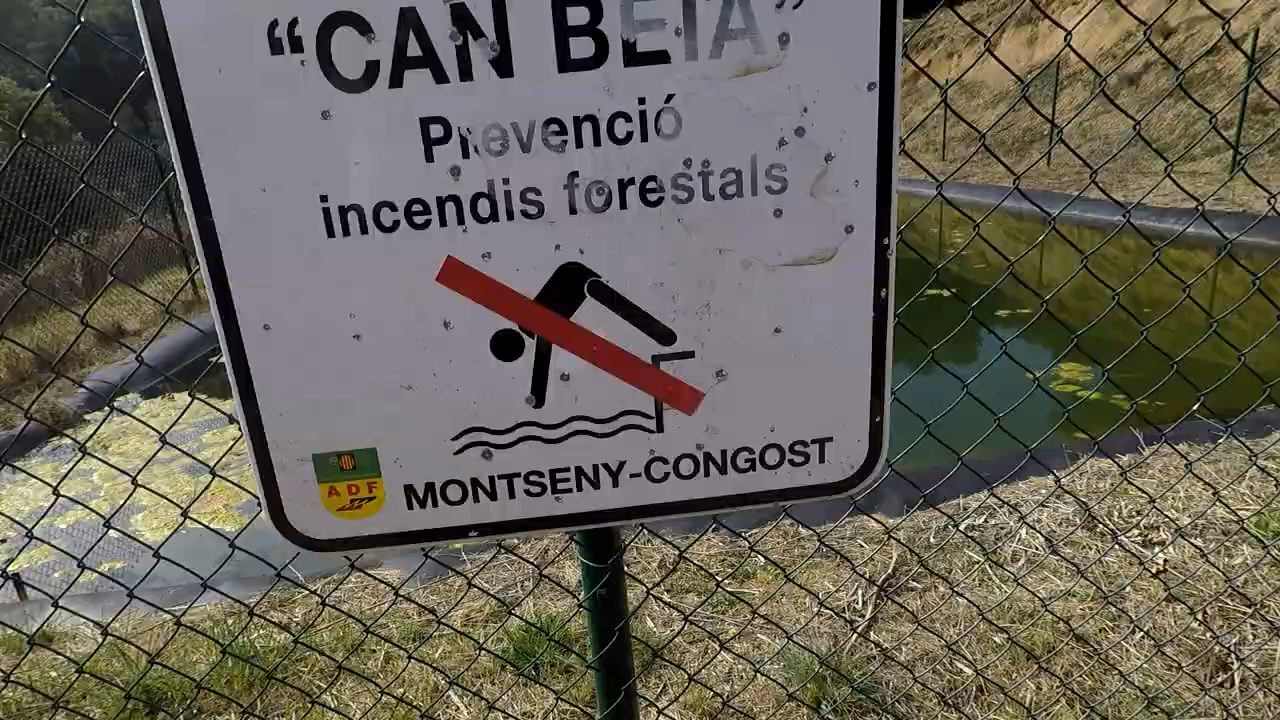 “CAN BEIA”
Prevenció
incendis forestals
ADF
MONTSENY-CONGOST